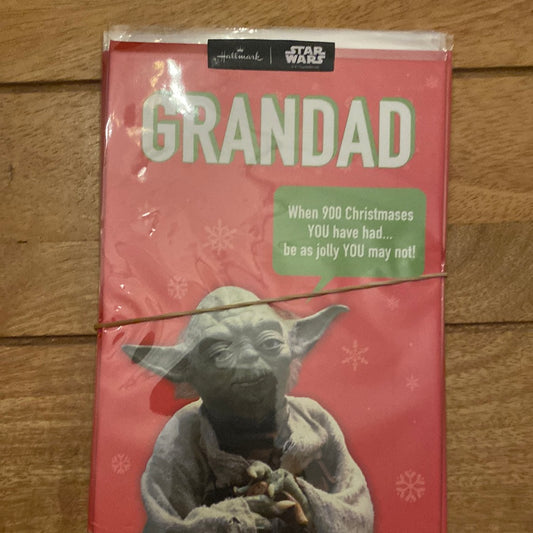 Hallmark
STAR
WARS
GRANDAD
When 900 Christmases
YOU have had...
be as jolly YOU may not!